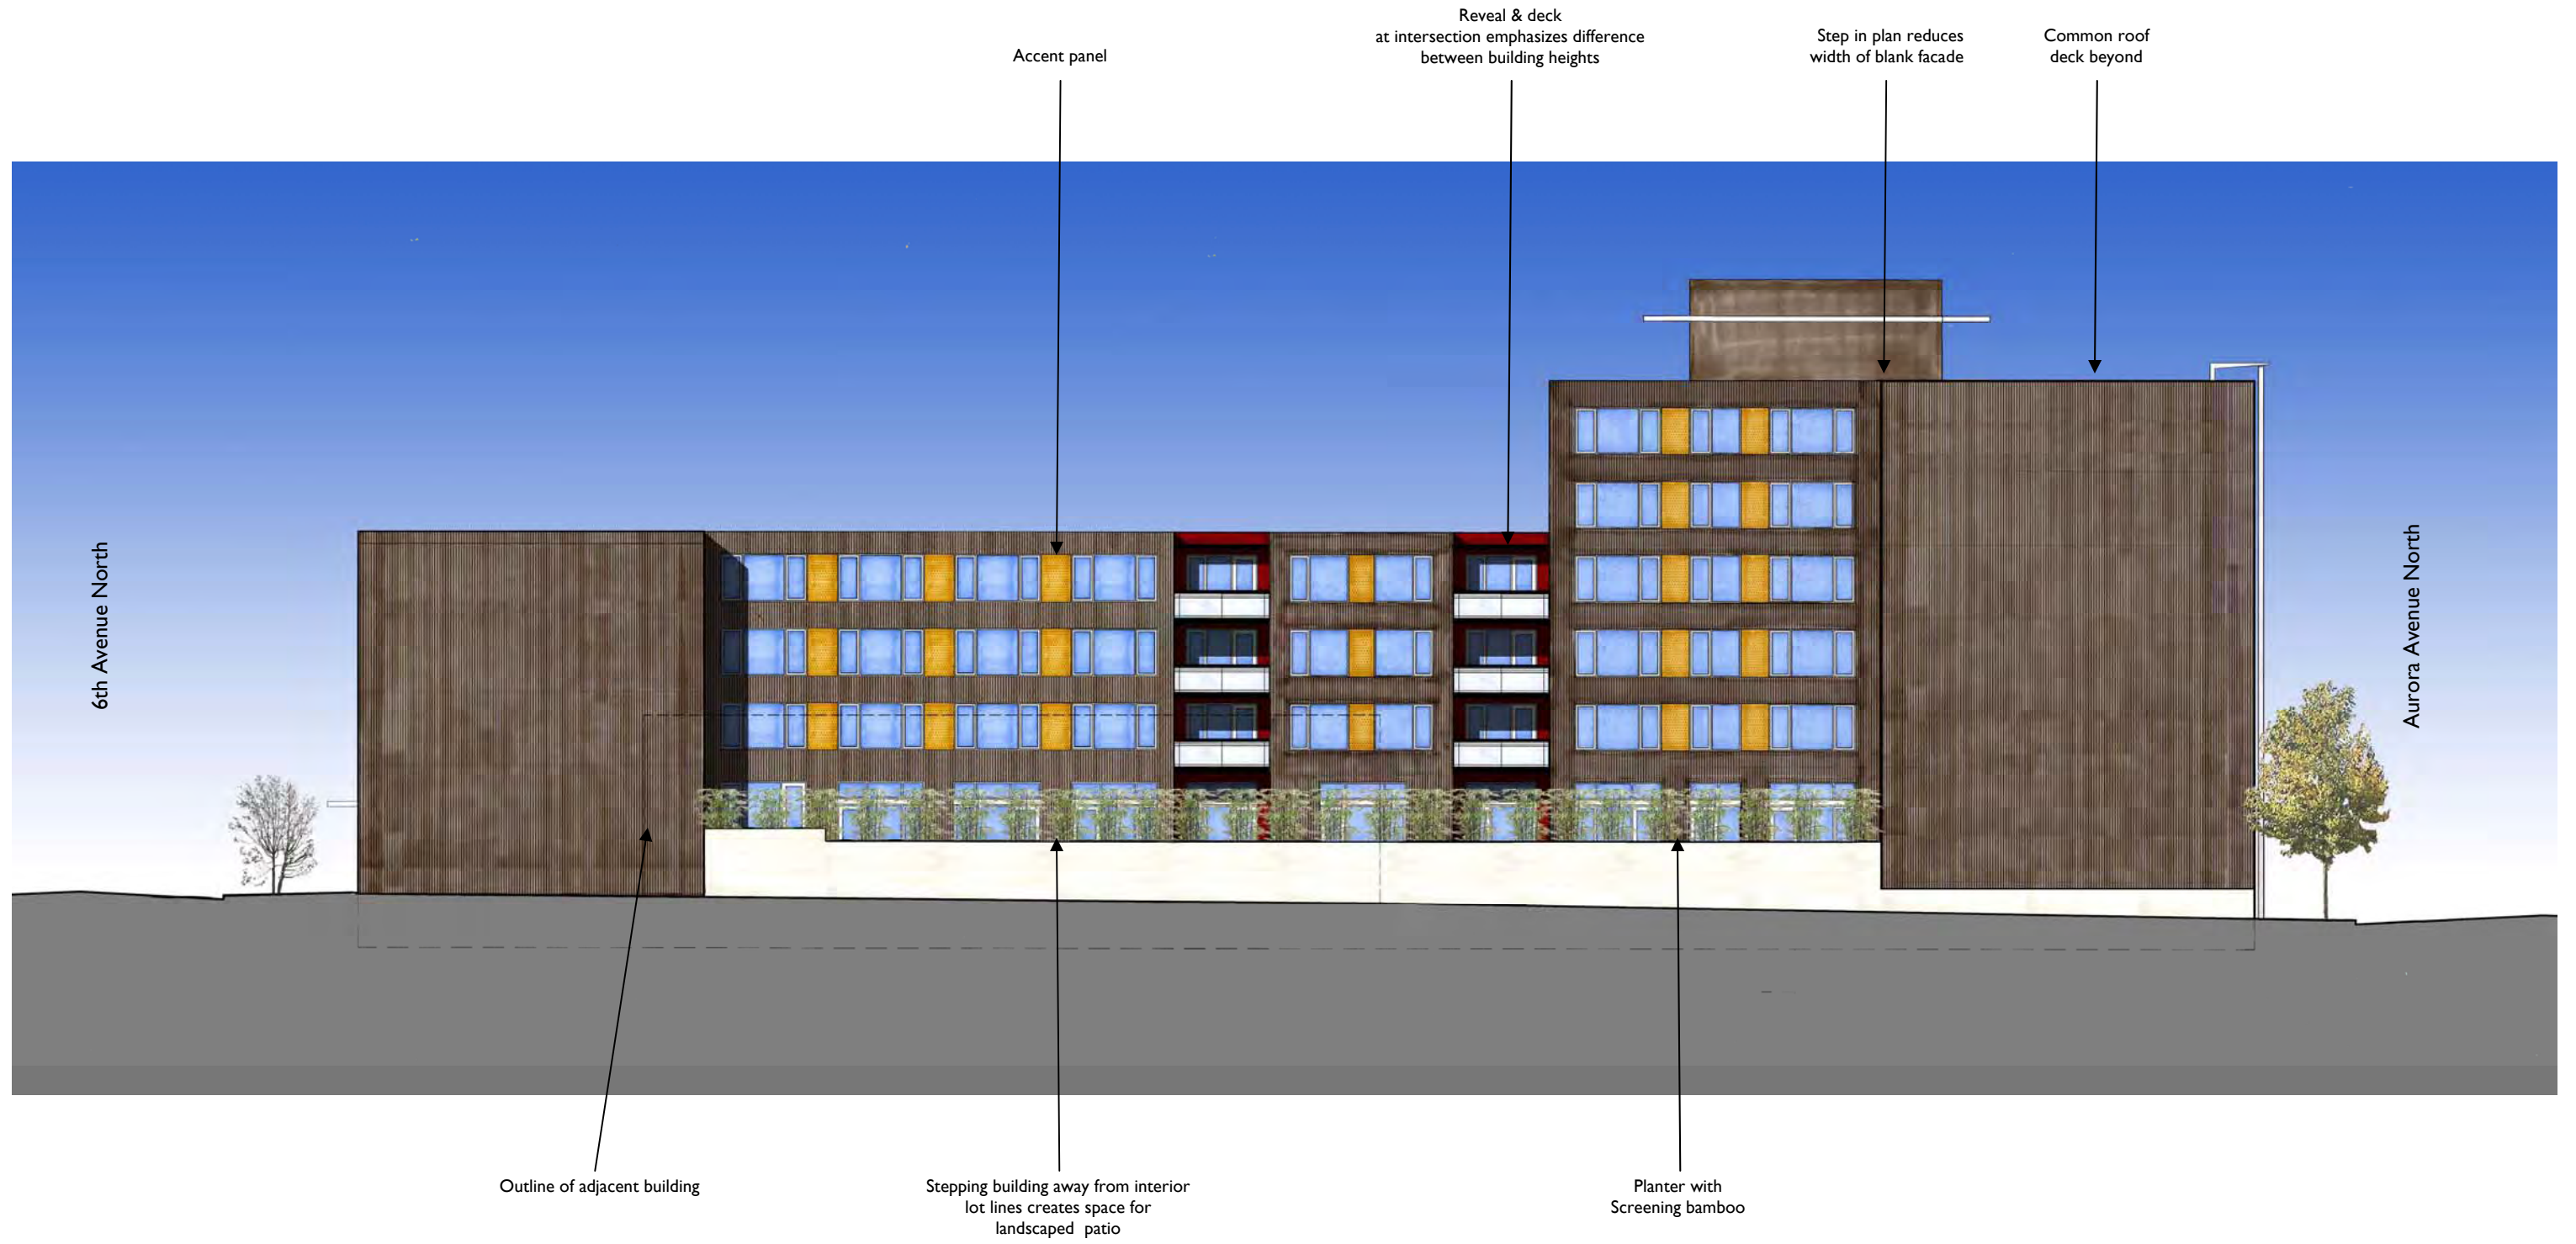 Reveal & deck
at intersection emphasizes difference
between building heights
Accent panel
Step in plan reduces
width of blank facade
Common roof
deck beyond
6th Avenue North
Aurora Avenue North
Outline of adjacent building
Stepping building away from interior
lot lines creates space for
landscaped patio
Planter with
Screening bamboo